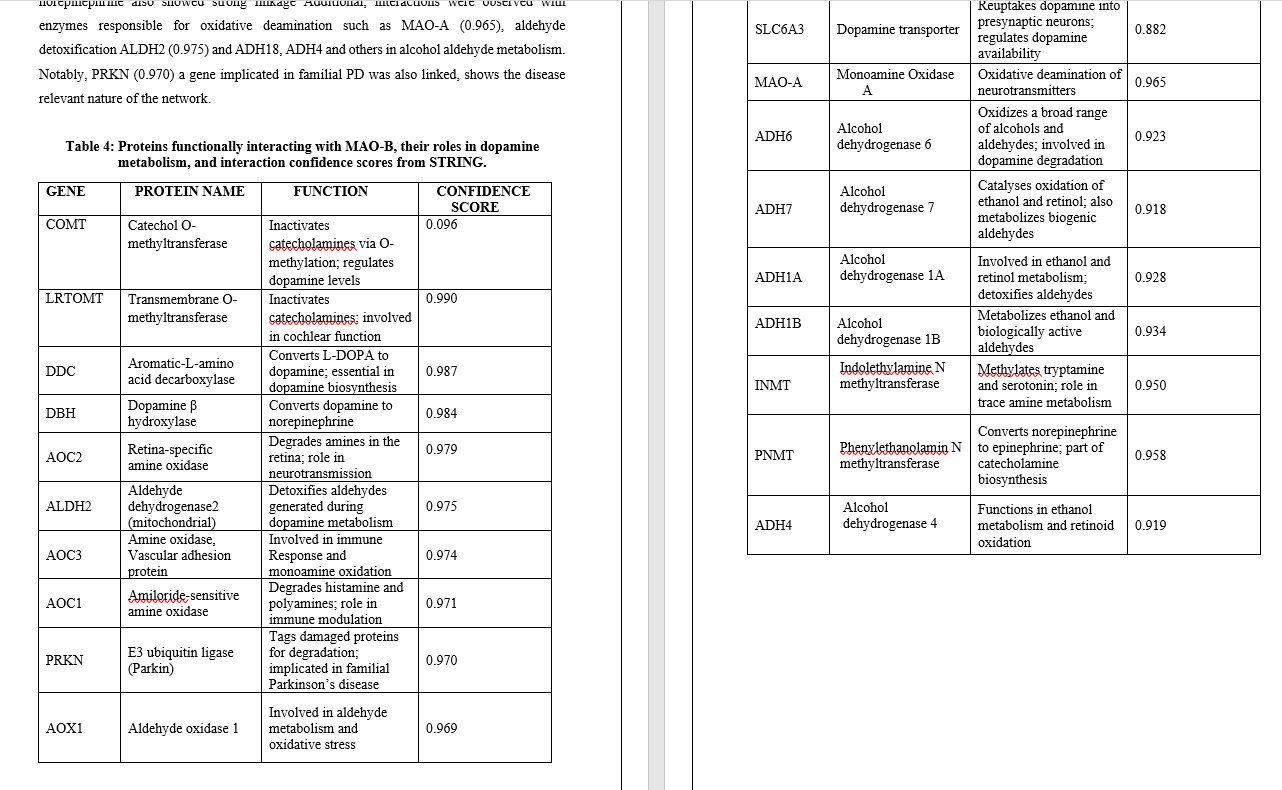 norepinephrine also showed strong linkage Additional, interactions were observed with
enzymes responsible for oxidative deamination such as MAO-A (0.965), aldehyde
detoxification ALDH2 (0.975) and ADH18, ADH4 and others in alcohol aldehyde metabolism.
Notably, PRKN (0.970) a gene implicated in familial PD was also linked, shows the disease
relevant nature of the network.
Table 4: Proteins functionally interacting with MAO-B, their roles in dopamine
metabolism, and interaction confidence scores from STRING.
GENE PROTEIN NAME FUNCTION CONFIDENCE
SCORE
COMT Catechol O- Inactivates 0.096
methyltransferase catecholamines via O-
methylation; regulates
dopamine levels
LRTOMT Transmembrane O- Inactivates 0.990
methyltransferase catecholamines; involved
in cochlear function
DDC Aromatic-L-amino Converts L-DOPA to 0.987
acid decarboxylase dopamine; essential in
dopamine biosynthesis
DBH Dopamine β Converts dopamine to 0.984
hydroxylase norepinephrine
AOC2 Retina-specific Degrades amines in the 0.979
amine oxidase retina; role in
neurotransmission
ALDH2 Aldehyde Detoxifies aldehydes 0.975
dehydrogenase2 generated during
(mitochondrial) dopamine metabolism
AOC3 Amine oxidase, Involved in immune 0.974
Vascular adhesion Response and
protein monoamine oxidation
AOC1 Amiloride-sensitive Degrades histamine and 0.971
amine oxidase polyamines; role in
immune modulation
PRKN E3 ubiquitin ligase Tags damaged proteins 0.970
(Parkin) for degradation;
implicated in familial
Parkinson's disease
AOX1 Aldehyde oxidase 1 Involved in aldehyde 0.969
metabolism and
oxidative stress
SLC6A3 Dopamine transporter Reuptakes dopamine into 0.882
presynaptic neurons;
regulates dopamine
availability
MAO-A Monoamine Oxidase Oxidative deamination of 0.965
A neurotransmitters
ADH6 Alcohol Oxidizes a broad range 0.923
dehydrogenase 6 of alcohols and
aldehydes; involved in
dopamine degradation
ADH7 Alcohol Catalyses oxidation of 0.918
dehydrogenase 7 ethanol and retinol; also
metabolizes biogenic
aldehydes
ADH1A Alcohol Involved in ethanol and 0.928
dehydrogenase 1A retinol metabolism;
detoxifies aldehydes
ADH1B Alcohol Metabolizes ethanol and 0.934
dehydrogenase 1B biologically active
aldehydes
INMT Indolethylamine N Methylates tryptamine 0.950
methyltransferase and serotonin; role in
trace amine metabolism
PNMT Phenylethanolamin N Converts norepinephrine 0.958
methyltransferase to epinephrine; part of
catecholamine
biosynthesis
ADH4 Alcohol Functions in ethanol 0.919
dehydrogenase 4 metabolism and retinoid
oxidation